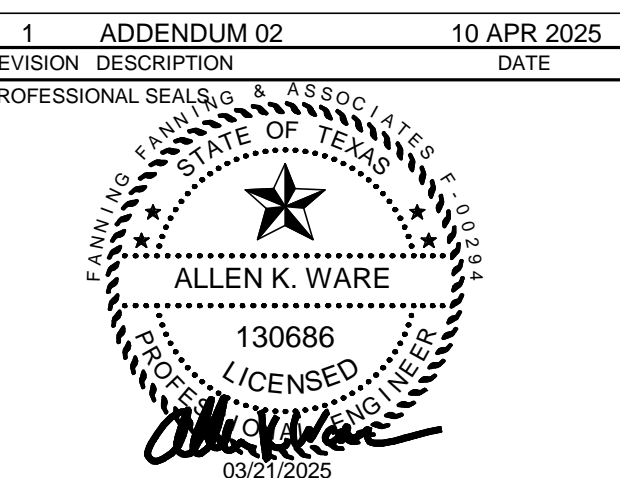 1 ADDENDUM 02 10 APR 2025
EVISION DESCRIPTION DATE
ROFESSIONAL SEALS
FANNING FANNING & ASSOCIATES F-00294
STATE OF TEXAS
ALLEN K. WARE
130686
LICENSED
PROFESSIONAL ENGINEER
03/21/2025